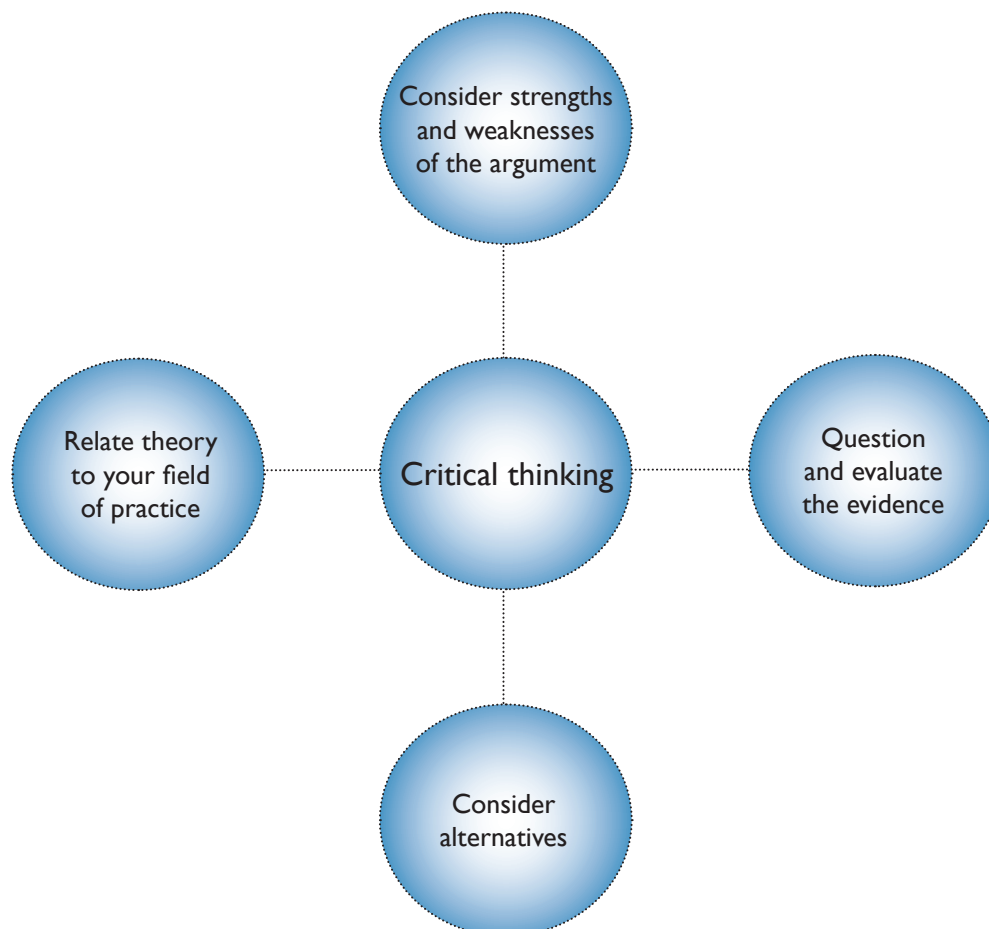 Consider strengths
and weaknesses
of the argument
Relate theory
to your field
of practice
Critical thinking
Question
and evaluate
the evidence
Consider
alternatives